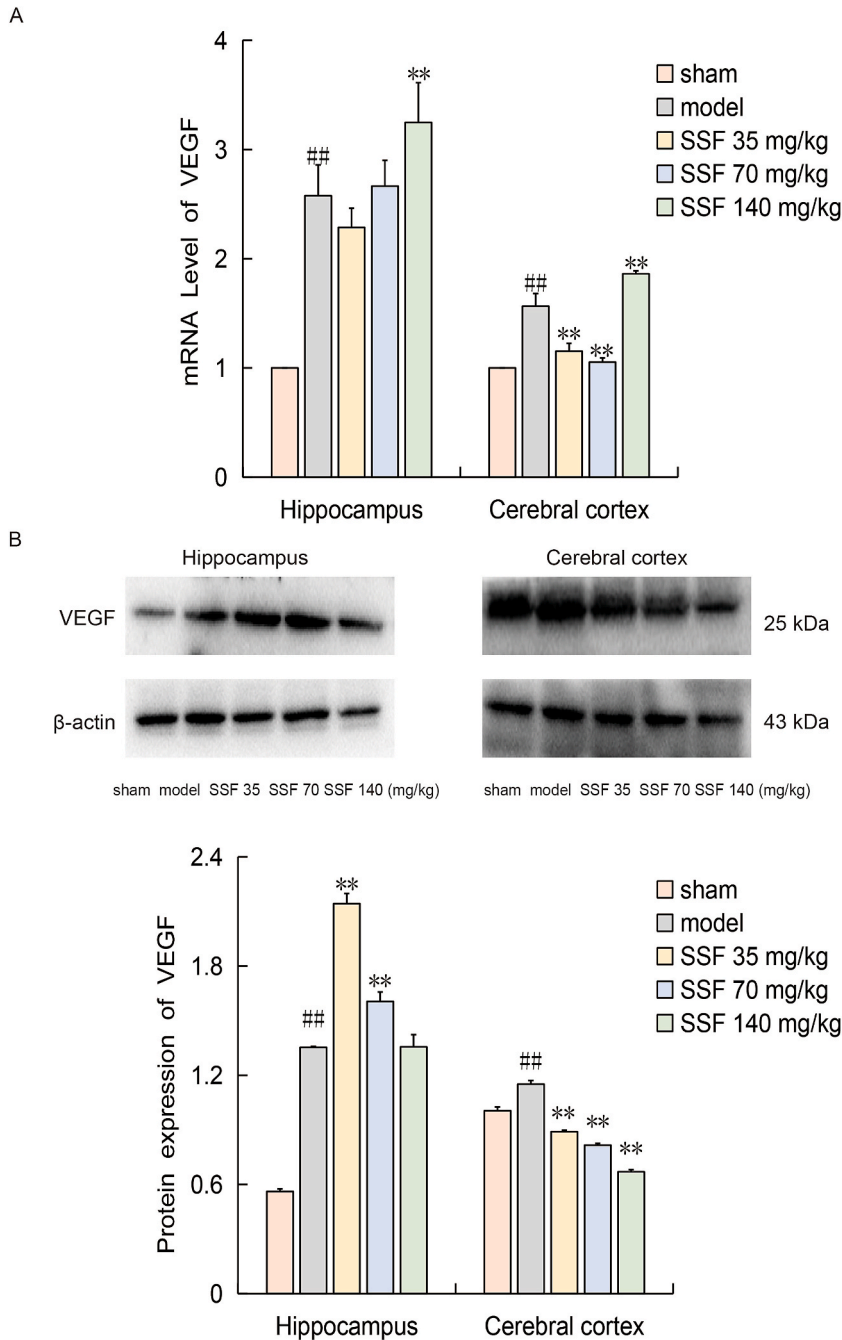 A
mRNA Level of VEGF
4
3
2
1
0
##
**
##
**
**
**
Hippocampus
Cerebral cortex
sham
model
SSF 35 mg/kg
SSF 70 mg/kg
SSF 140 mg/kg
B
Hippocampus
Cerebral cortex
VEGF
25 kDa
β-actin
43 kDa
sham model SSF 35 SSF 70 SSF 140 (mg/kg)
sham model SSF 35 SSF 70 SSF 140 (mg/kg)
Protein expression of VEGF
2.4
1.8
1.2
0.6
0
##
**
**
##
**
**
**
Hippocampus
Cerebral cortex
sham
model
SSF 35 mg/kg
SSF 70 mg/kg
SSF 140 mg/kg